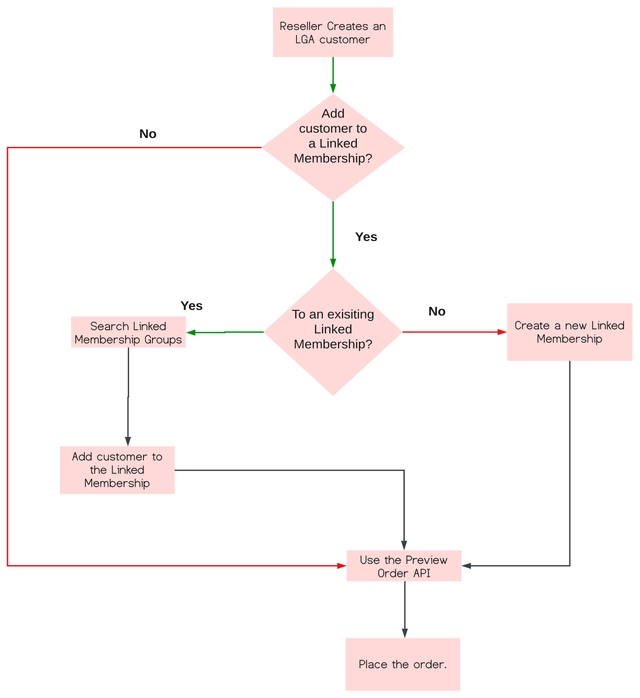 Reseller Creates an
LGA customer
Add
customer to
a Linked
Membership?
No
Yes
To an exisiting
Linked
Membership?
Yes
No
Search Linked
Membership Groups
Create a new Linked
Membership
Add customer to
the Linked
Membership
Use the Preview
Order API
Place the order.